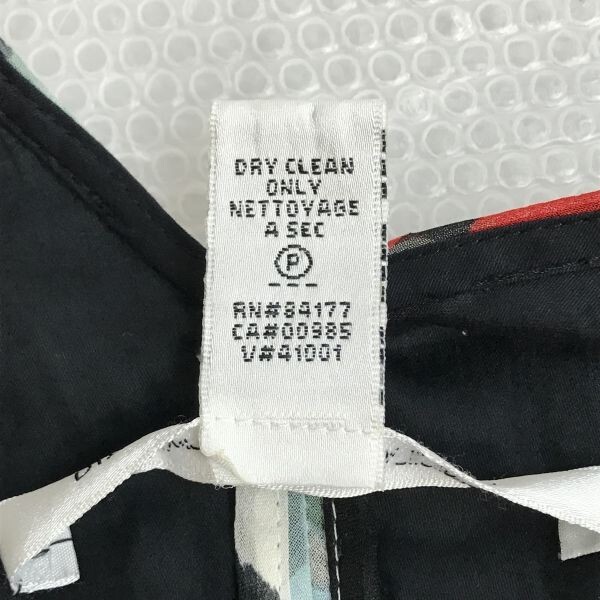 DRY CLEAN
ONLY
NETTOYAGE
A SEC
P
RN#84177
CA#00985
V#41001